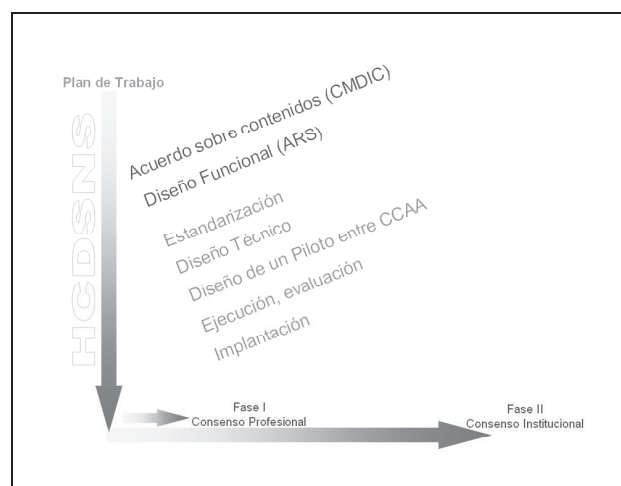 Plan de Trabajo
HCDSNS
Acuerdo sobre contenidos (CMDIC)
Diseño Funcional (ARS)
Estandarización
Diseño Técnico
Diseño de un Piloto entre CCAA
Ejecución, evaluación
Implantación
Fase I
Consenso Profesional
Fase II
Consenso Institucional